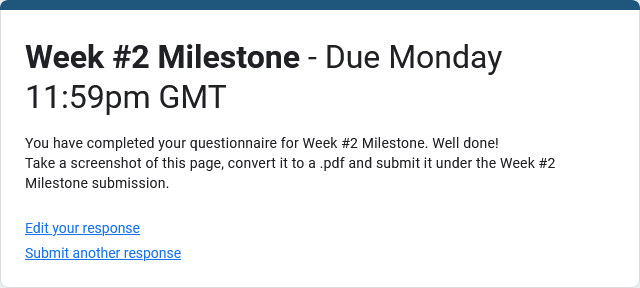 Week #2 Milestone - Due Monday
11:59pm GMT
You have completed your questionnaire for Week #2 Milestone. Well done!
Take a screenshot of this page, convert it to a .pdf and submit it under the Week #2
Milestone submission.
Edit your response
Submit another response